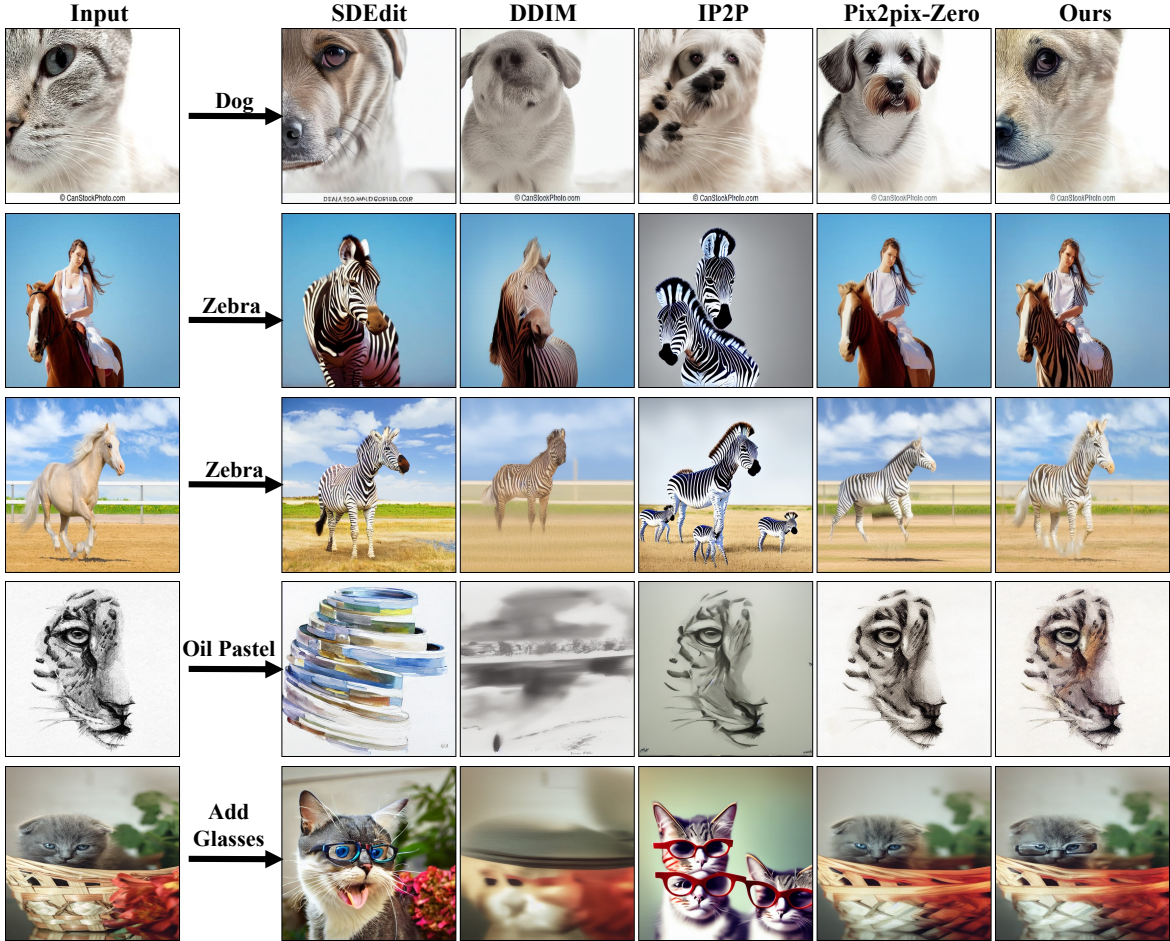 Input SDEdit DDIM IP2P Pix2pix-Zero Ours
Dog
© CanStockPhoto.com © CanStockPhoto.com © CanStockPhoto.com © CanStockPhoto.com © CanStockPhoto.com
Zebra
Zebra
Oil Pastel
Add
Glasses